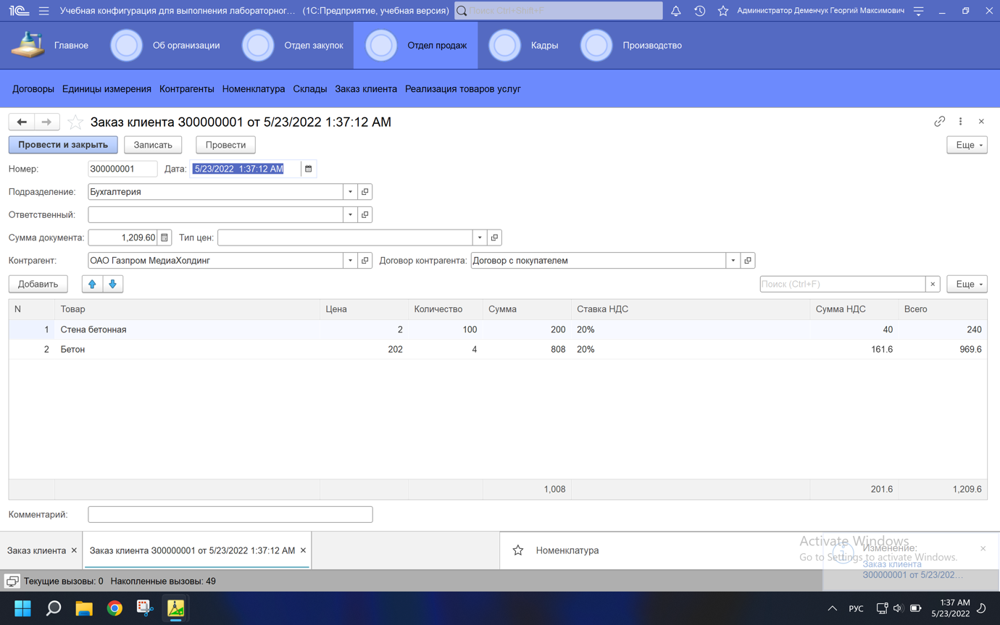 1С Учебная конфигурация для выполнения лабораторног... (1С:Предприятие, учебная версия) Поиск Ctrl+Shift+F Администратор Деменчук Георгий Максимович
Главное Об организации Отдел закупок Отдел продаж Кадры Производство
Договоры Единицы измерения Контрагенты Номенклатура Склады Заказ клиента Реализация товаров услуг
Заказ клиента З00000001 от 5/23/2022 1:37:12 AM
Провести и закрыть Записать Провести Еще
Номер: З00000001 Дата: 5/23/2022 1:37:12 AM
Подразделение: Бухгалтерия
Ответственный:
Сумма документа: 1,209.60 Тип цен:
Контрагент: ОАО Газпром МедиаХолдинг Договор контрагента: Договор с покупателем
Добавить Поиск (Ctrl+F) × Еще
N Товар Цена Количество Сумма Ставка НДС Сумма НДС Всего
1 Стена бетонная 2 100 200 20% 40 240
2 Бетон 202 4 808 20% 161.6 969.6
1,008 201.6 1,209.6
Комментарий:
Заказ клиента × Заказ клиента З00000001 от 5/23/2022 1:37:12 AM × Номенклатура
Activate Windows
Go to Settings to activate Windows.
Изменение:
Заказ клиента
З00000001 от 5/23/202...
Текущие вызовы: 0 Накопленные вызовы: 49
РУС 1:37 AM
5/23/2022